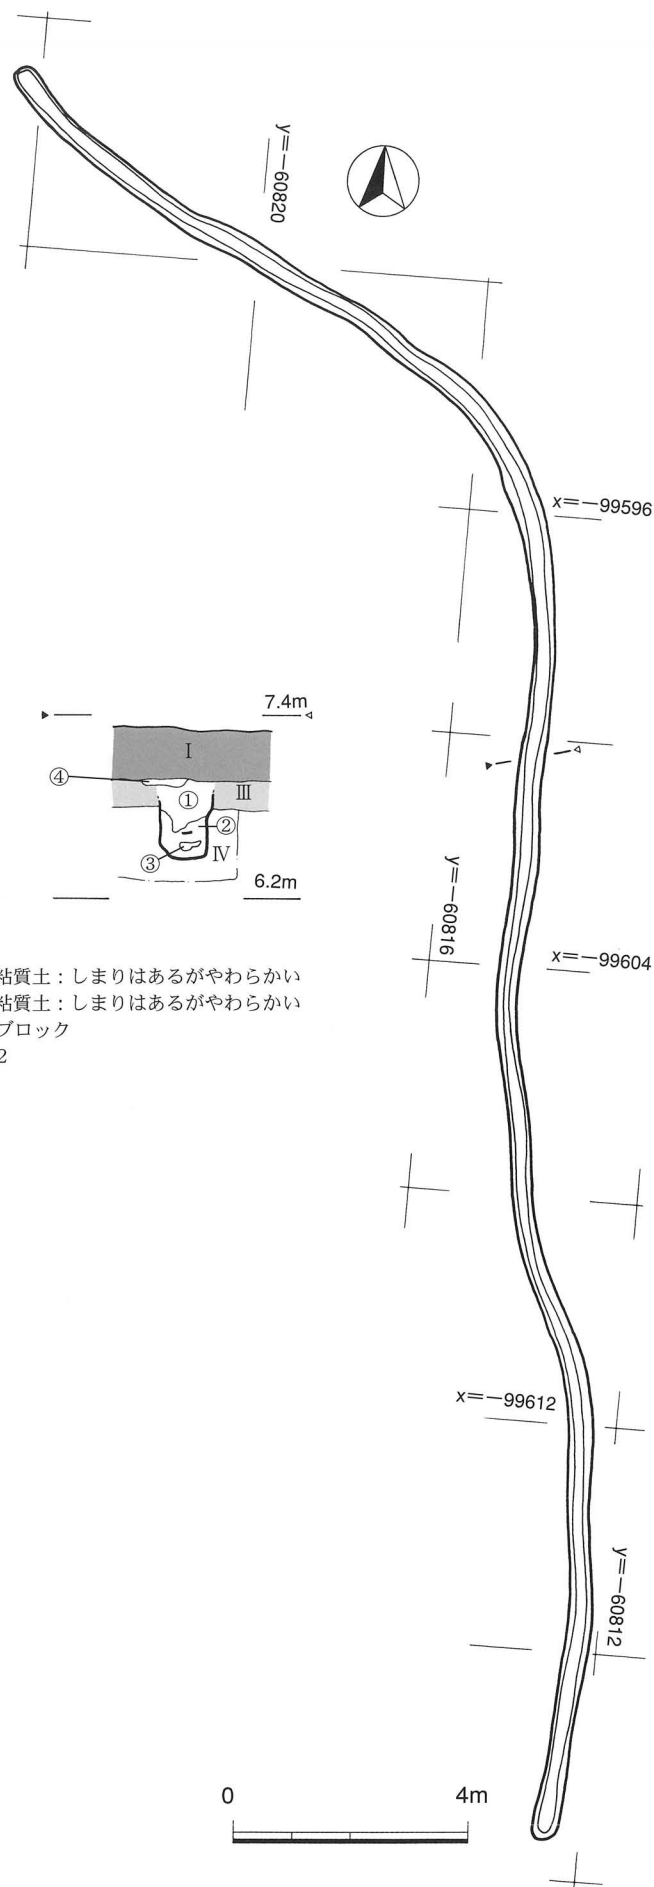 y=−60820
x=−99596
7.4m
Ⅰ
④
①
Ⅲ
②
③
Ⅳ
6.2m
y=−60816
x=−99604
粘質土：しまりはあるがやわらかい
粘質土：しまりはあるがやわらかい
ブロック
2
x=−99612
y=−60812
0 4m